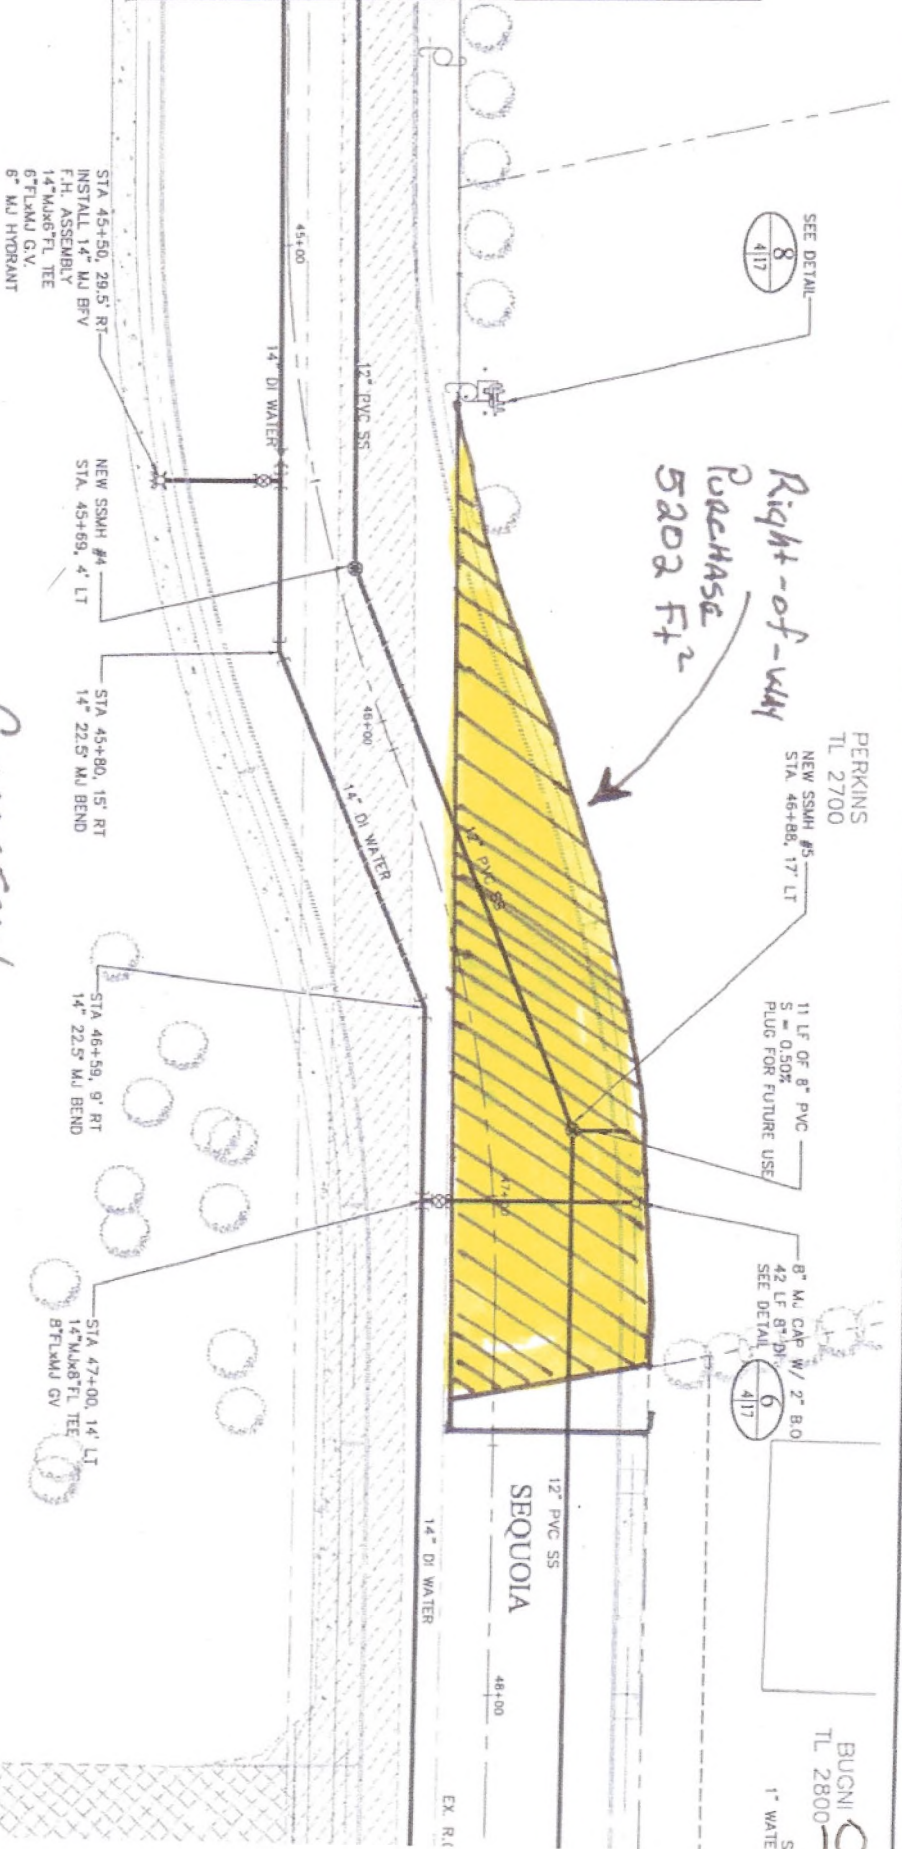 SEE DETAIL
8
4 17
Right-of-way
Purchase
5202 Ft²
PERKINS
TL 2700
NEW SSMH #5
STA 46+88, 17' LT
11 LF OF 8" PVC
S = 0.50%
PLUG FOR FUTURE USE
8" MJ CAP W/ 2" B.O
42 LF 8" DI
SEE DETAIL
6
4 17
BUGNI
TL 2800
1" WATE
45+00
12" PVC SS
14" DI WATER
46+00
12" PVC SS
14" DI WATER
47+00
12" PVC SS
SEQUOIA
48+00
14" DI WATER
EX. R.
STA 45+50, 29.5' RT
INSTALL 14" MJ BFV
F.H. ASSEMBLY
14"MJx6"FL TEE
6"FLxMJ G.V.
6" MJ HYDRANT
NEW SSMH #4
STA. 45+69, 4' LT
STA 45+80, 15' RT
14" 22.5° MJ BEND
STA 46+59, 9' RT
14" 22.5° MJ BEND
STA 47+00, 14' LT
14"MJx8"FL TEE
8"FLxMJ GV